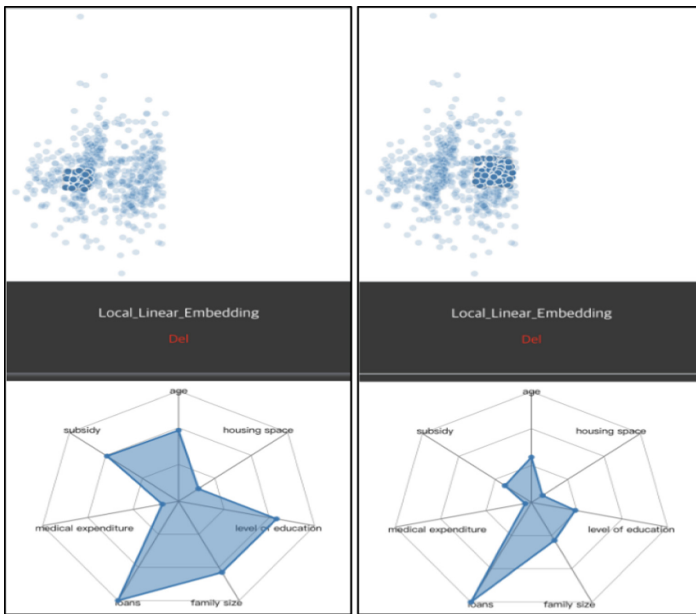 Local_Linear_Embedding
Del
age
subsidy
housing space
medical expenditure
level of education
loans
family size
Local_Linear_Embedding
Del
age
subsidy
housing space
medical expenditure
level of education
loans
family size